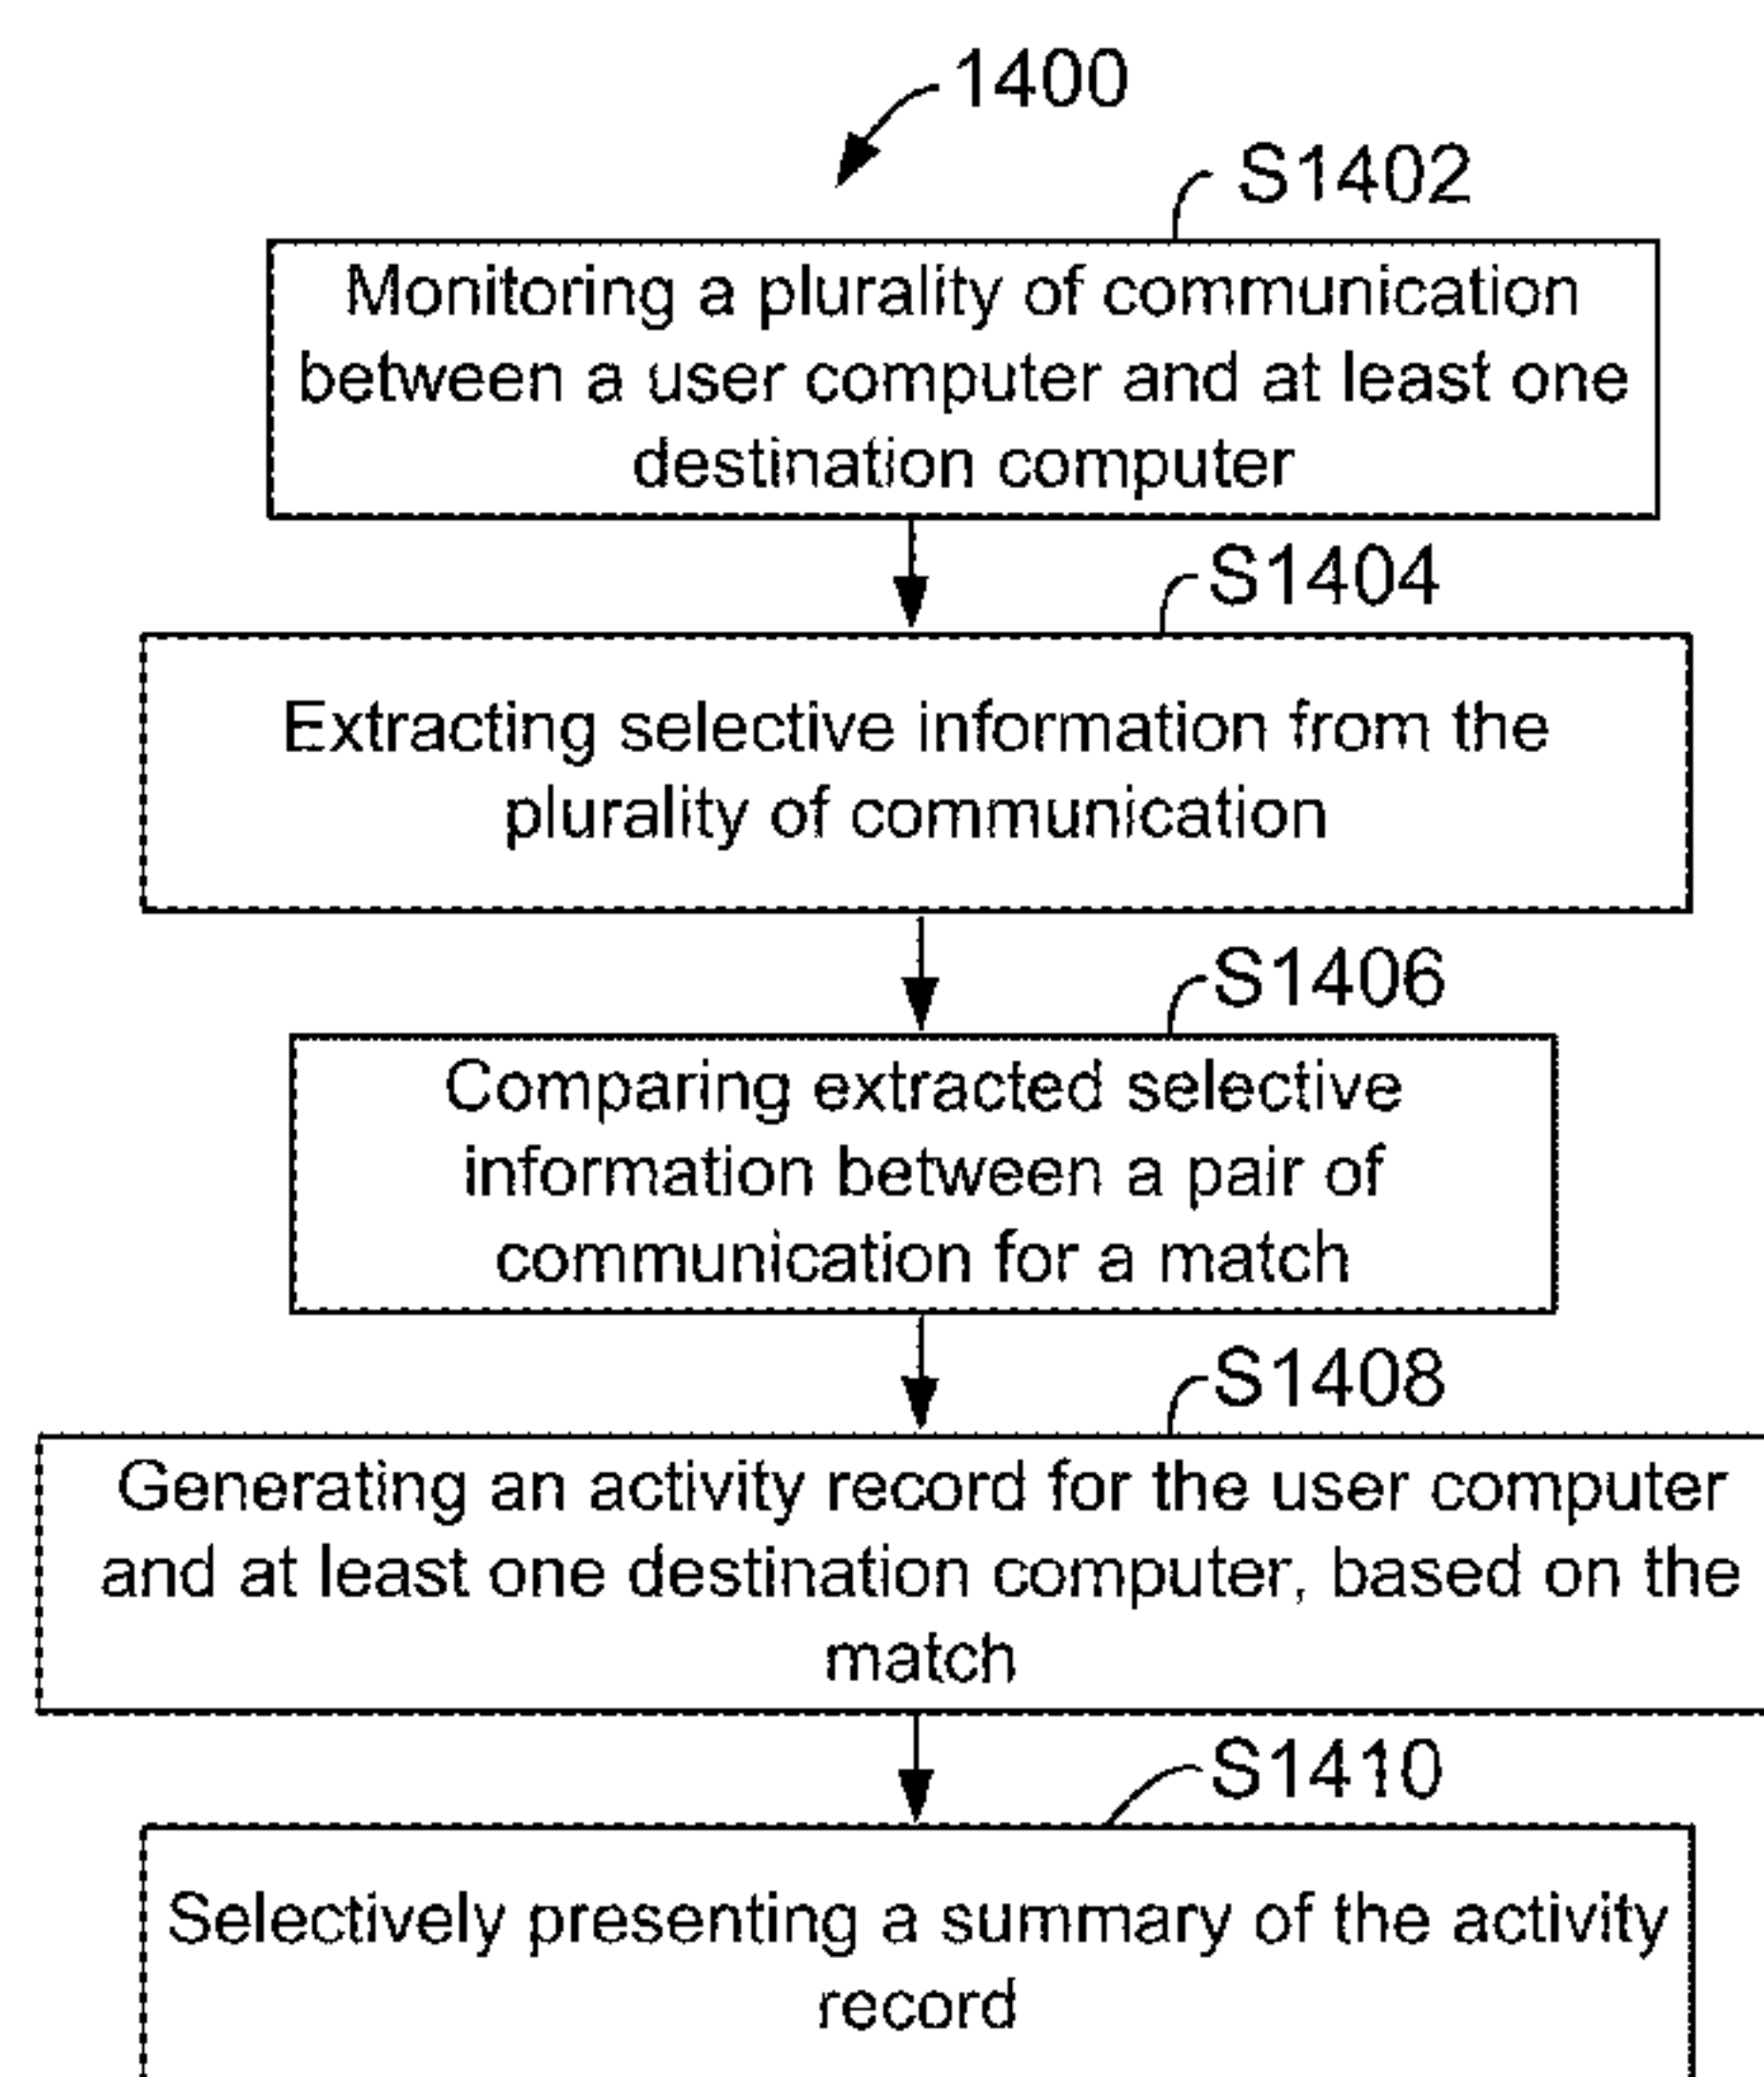 1400
S1402
Monitoring a plurality of communication
between a user computer and at least one
destination computer
S1404
Extracting selective information from the
plurality of communication
S1406
Comparing extracted selective
information between a pair of
communication for a match
S1408
Generating an activity record for the user computer
and at least one destination computer, based on the
match
S1410
Selectively presenting a summary of the activity
record